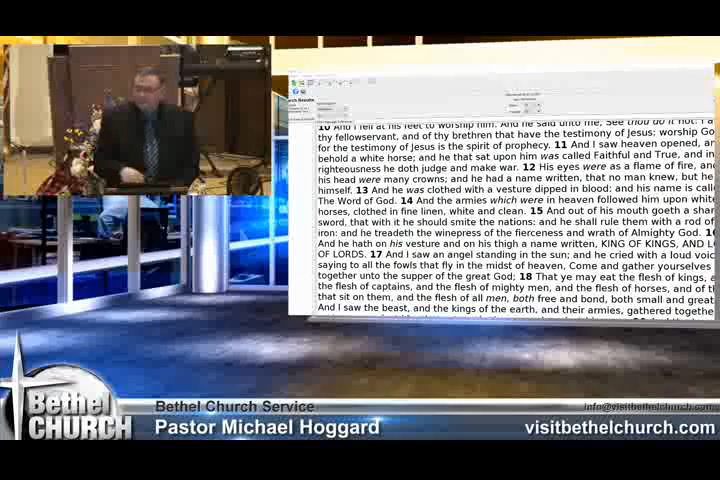 10 And I fell at his feet to worship him. And he said unto me, See thou do it not: I a
thy fellowservant, and of thy brethren that have the testimony of Jesus: worship Go
for the testimony of Jesus is the spirit of prophecy. 11 And I saw heaven opened, an
behold a white horse; and he that sat upon him was called Faithful and True, and in
righteousness he doth judge and make war. 12 His eyes were as a flame of fire, and
his head were many crowns; and he had a name written, that no man knew, but he
himself. 13 And he was clothed with a vesture dipped in blood: and his name is calle
The Word of God. 14 And the armies which were in heaven followed him upon white
horses, clothed in fine linen, white and clean. 15 And out of his mouth goeth a shar
sword, that with it he should smite the nations: and he shall rule them with a rod of
iron: and he treadeth the winepress of the fierceness and wrath of Almighty God. 16
And he hath on his vesture and on his thigh a name written, KING OF KINGS, AND L
OF LORDS. 17 And I saw an angel standing in the sun; and he cried with a loud voic
saying to all the fowls that fly in the midst of heaven, Come and gather yourselves
together unto the supper of the great God; 18 That ye may eat the flesh of kings, a
the flesh of captains, and the flesh of mighty men, and the flesh of horses, and of th
that sit on them, and the flesh of all men, both free and bond, both small and great
And I saw the beast, and the kings of the earth, and their armies, gathered togethe
Bethel
CHURCH
Bethel Church Service
info@visitbethelchurch.com
Pastor Michael Hoggard
visitbethelchurch.com